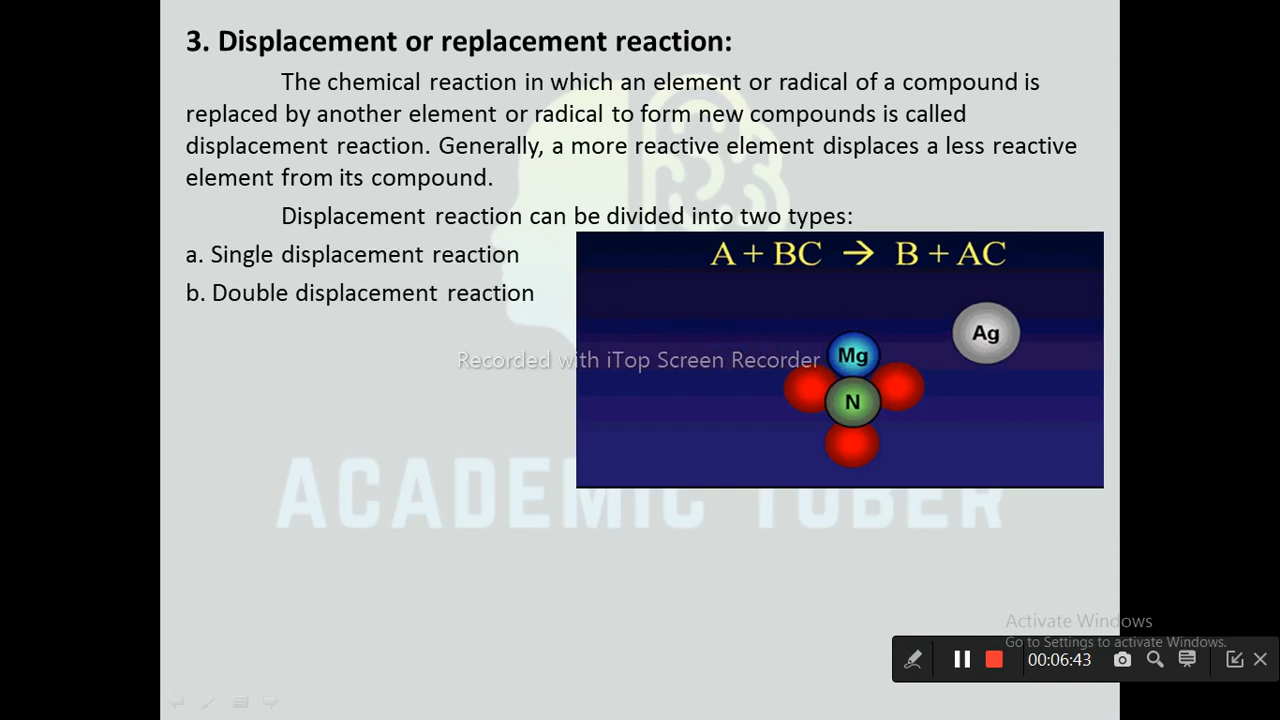 3. Displacement or replacement reaction:
The chemical reaction in which an element or radical of a compound is
replaced by another element or radical to form new compounds is called
displacement reaction. Generally, a more reactive element displaces a less reactive
element from its compound.
Displacement reaction can be divided into two types:
a. Single displacement reaction
b. Double displacement reaction
A + BC → B + AC
Ag
Mg
N
Recorded with iTop Screen Recorder
ACADEMIC TUBER
Activate Windows
Go to Settings to activate Windows.
00:06:43